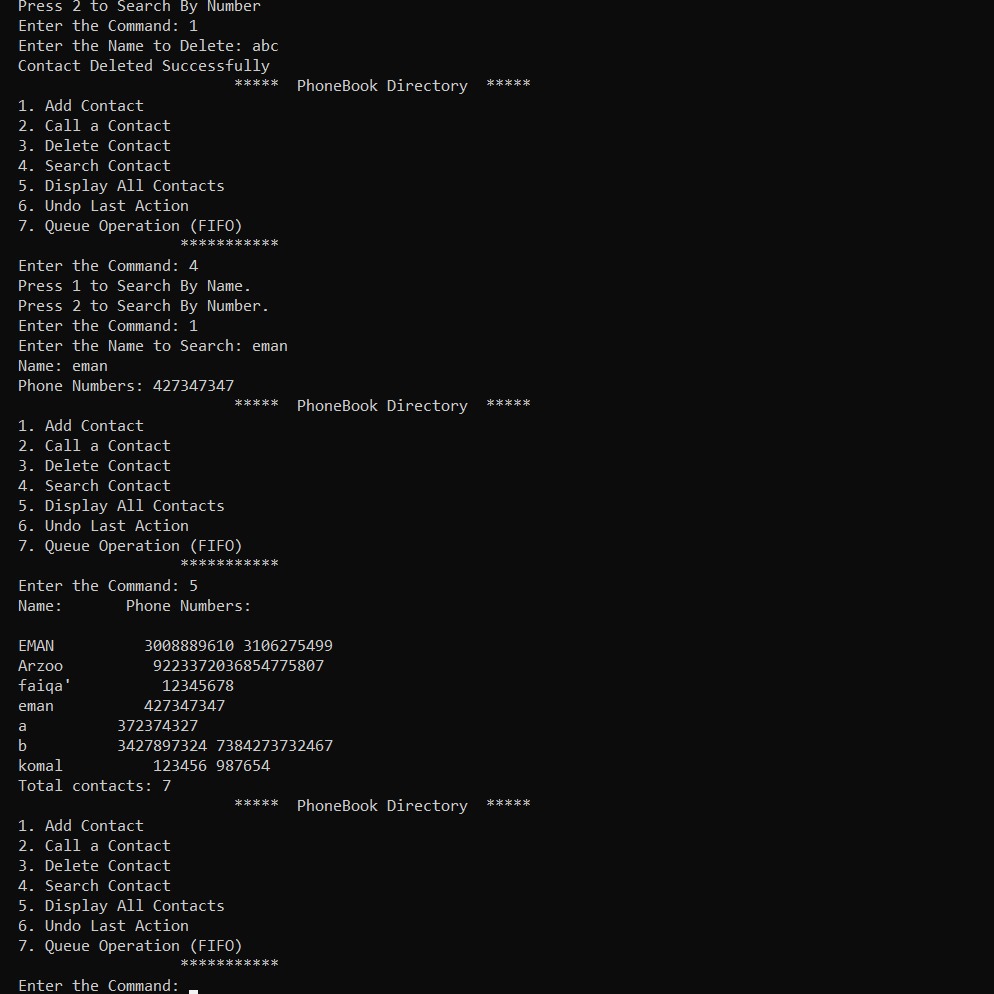 Press 2 to Search By Number
Enter the Command: 1
Enter the Name to Delete: abc
Contact Deleted Successfully
                        *****  PhoneBook Directory  *****
1. Add Contact
2. Call a Contact
3. Delete Contact
4. Search Contact
5. Display All Contacts
6. Undo Last Action
7. Queue Operation (FIFO)
                  ***********
Enter the Command: 4
Press 1 to Search By Name.
Press 2 to Search By Number.
Enter the Command: 1
Enter the Name to Search: eman
Name: eman
Phone Numbers: 427347347
                        *****  PhoneBook Directory  *****
1. Add Contact
2. Call a Contact
3. Delete Contact
4. Search Contact
5. Display All Contacts
6. Undo Last Action
7. Queue Operation (FIFO)
                  ***********
Enter the Command: 5
Name:       Phone Numbers:

EMAN          3008889610 3106275499
Arzoo          9223372036854775807
faiqa'          12345678
eman          427347347
a          372374327
b          3427897324 7384273732467
komal          123456 987654
Total contacts: 7
                        *****  PhoneBook Directory  *****
1. Add Contact
2. Call a Contact
3. Delete Contact
4. Search Contact
5. Display All Contacts
6. Undo Last Action
7. Queue Operation (FIFO)
                  ***********
Enter the Command: